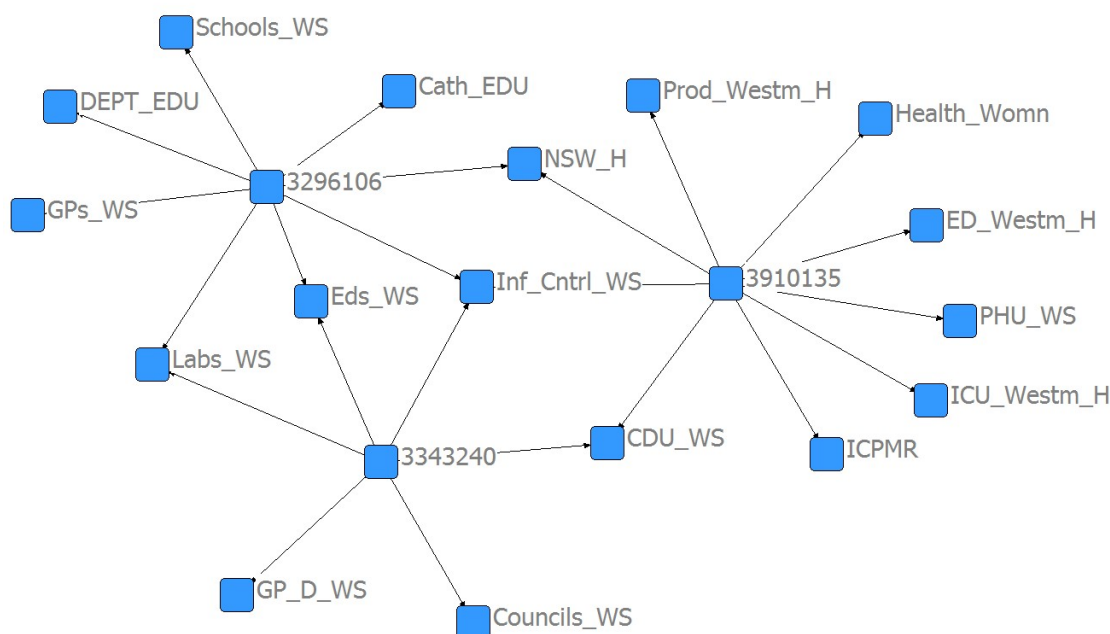 Schools_WS
DEPT_EDU
Cath_EDU
Prod_Westm_H
Health_Womn
NSW_H
3296106
GPs_WS
ED_Westm_H
Eds_WS
Inf_Cntrl_WS
3910135
PHU_WS
Labs_WS
ICU_Westm_H
3343240
CDU_WS
ICPMR
GP_D_WS
Councils_WS